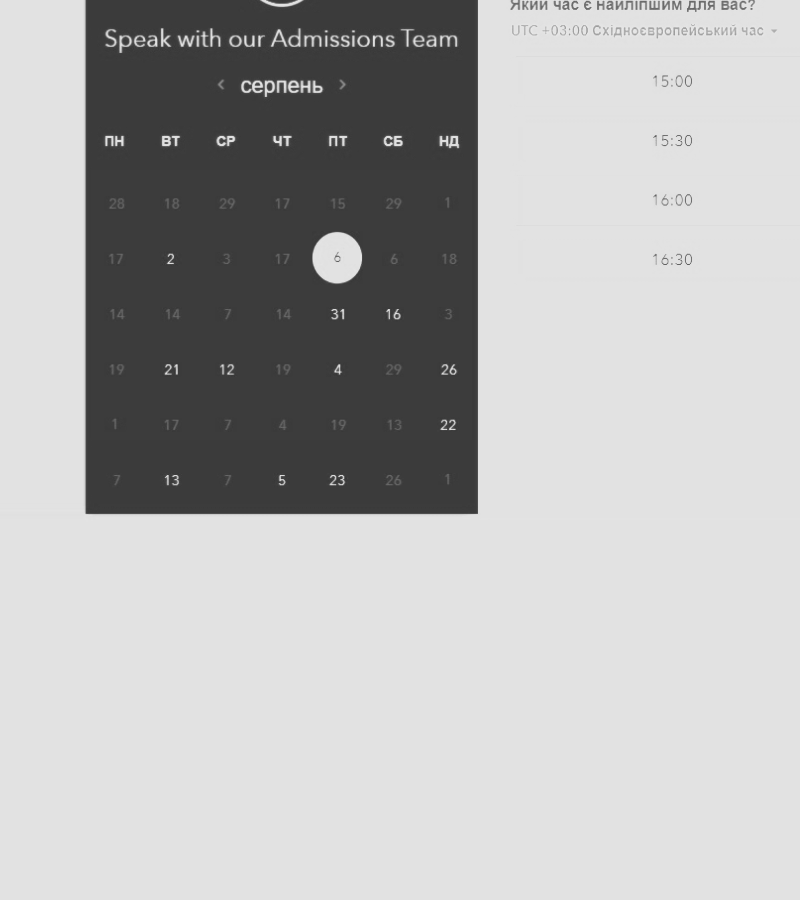 Speak with our Admissions Team
‹ серпень ›
ПН ВТ СР ЧТ ПТ СБ НД
28 18 29 17 15 29 1
17 2 3 17 6 6 18
14 14 7 14 31 16 3
19 21 12 19 4 29 26
1 17 7 4 19 13 22
7 13 7 5 23 26 1
Який час є найліпшим для вас?
UTC +03:00 Східноєвропейський час
15:00
15:30
16:00
16:30